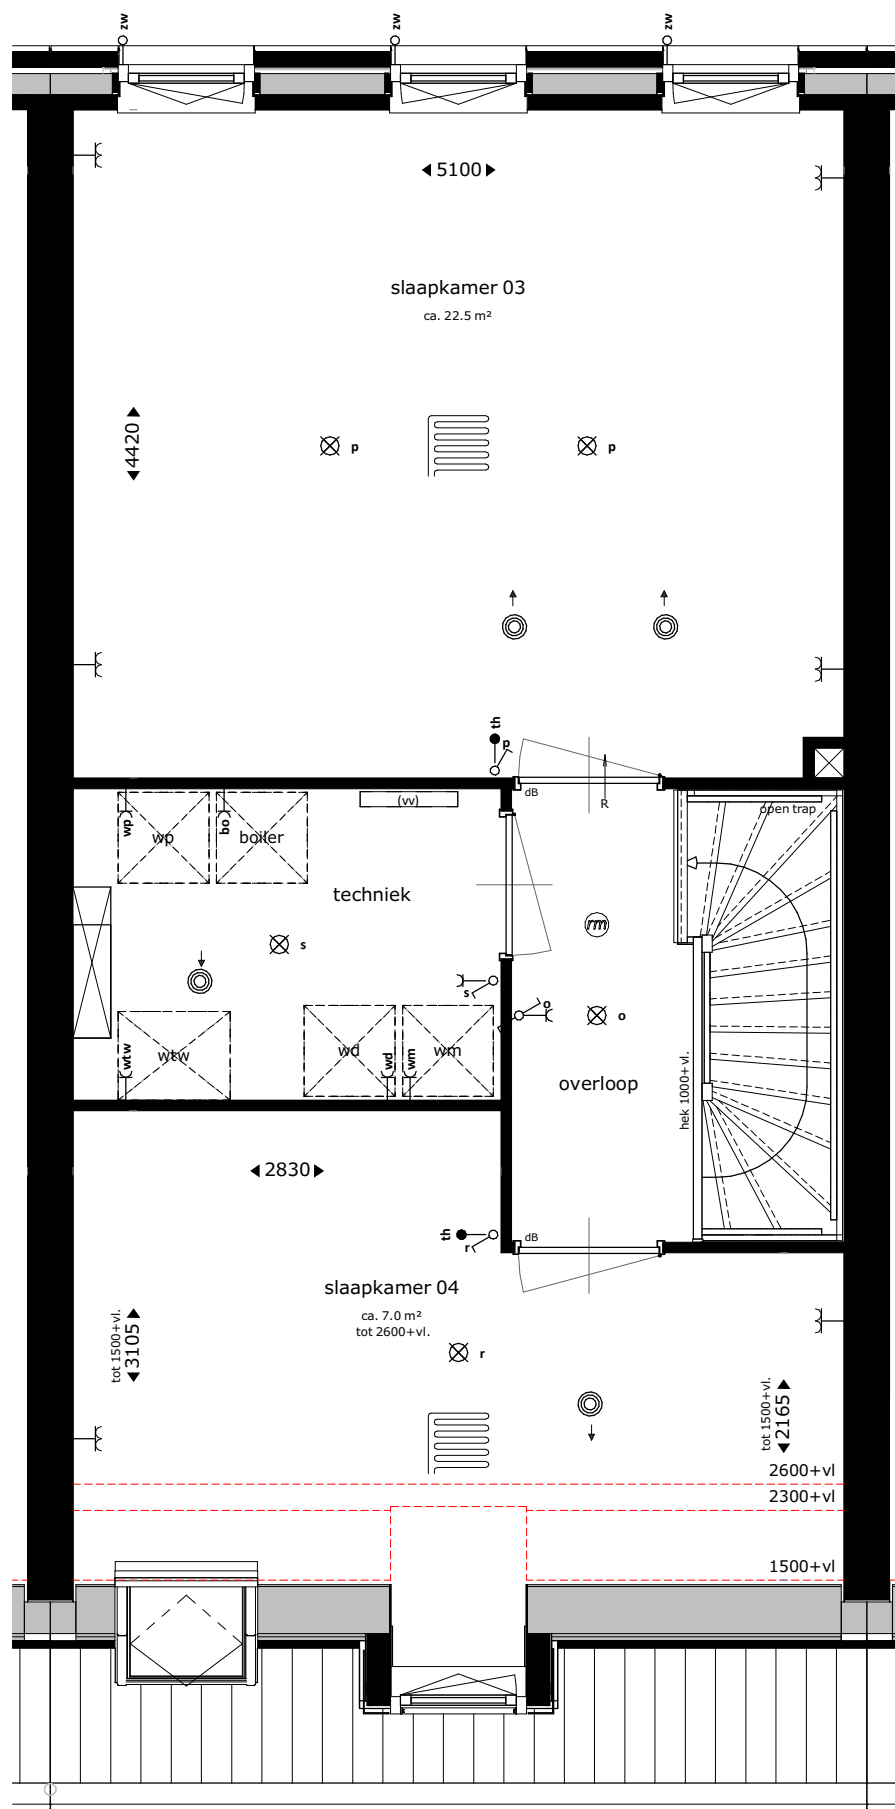 zw
zw
zw
5100
slaapkamer 03
ca. 22.5 m²
4420
p
p
th
p
dB
R
open trap
wp
wp
bo
boiler
(vv)
techniek
rm
s
s
o
o
wtw
wtw
wd
wd
wm
wm
overloop
hek 1000+vl.
2830
th
r
dB
slaapkamer 04
ca. 7.0 m²
tot 2600+vl.
tot 1500+vl.
3105
r
tot 1500+vl.
2165
2600+vl
2300+vl
1500+vl